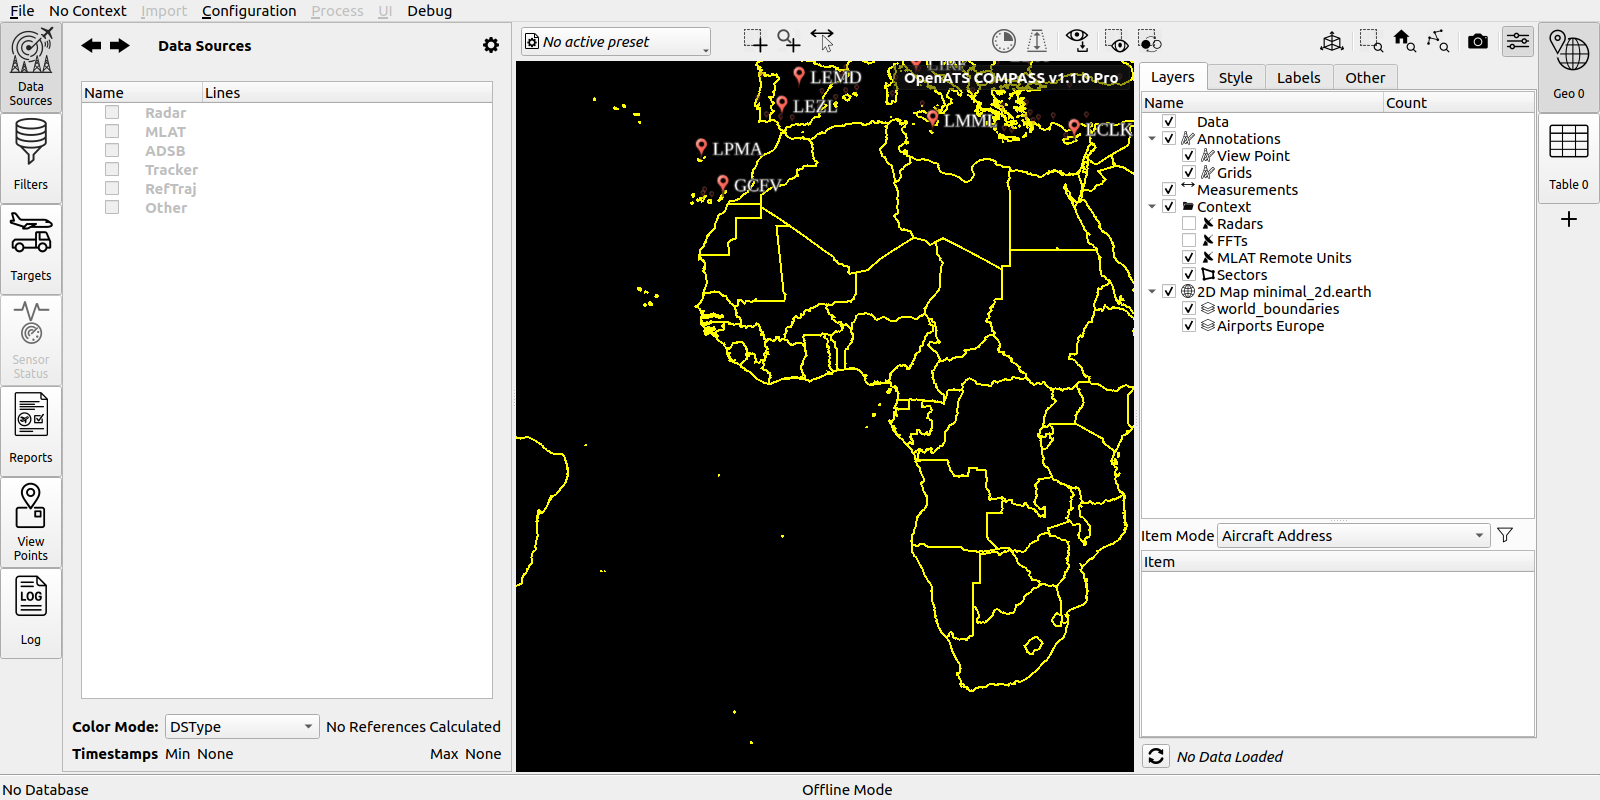 File No Context Import Configuration Process UI Debug
Data Sources
Filters
Targets
Sensor Status
Reports
View Points
Log
Data Sources
Name Lines
Radar
MLAT
ADSB
Tracker
RefTraj
Other
Color Mode: DSType No References Calculated
Timestamps Min None Max None
No active preset
OpenATS COMPASS v1.1.0 Pro
LEMD
LEZL
LMML
LCLK
LPMA
GCFV
Layers Style Labels Other
Name Count
Data
Annotations
View Point
Grids
Measurements
Context
Radars
FFTs
MLAT Remote Units
Sectors
2D Map minimal_2d.earth
world_boundaries
Airports Europe
Item Mode Aircraft Address
Item
No Data Loaded
Geo 0
Table 0
No Database Offline Mode